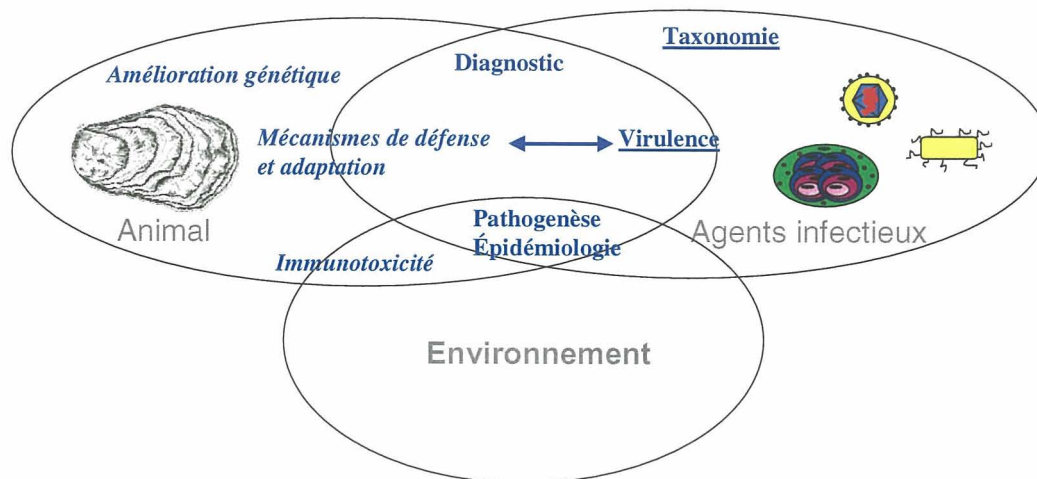 Taxonomie
Amélioration génétique
Diagnostic
Mécanismes de défense
et adaptation
Virulence
Animal
Pathogenèse
Épidémiologie
Agents infectieux
Immunotoxicité
Environnement